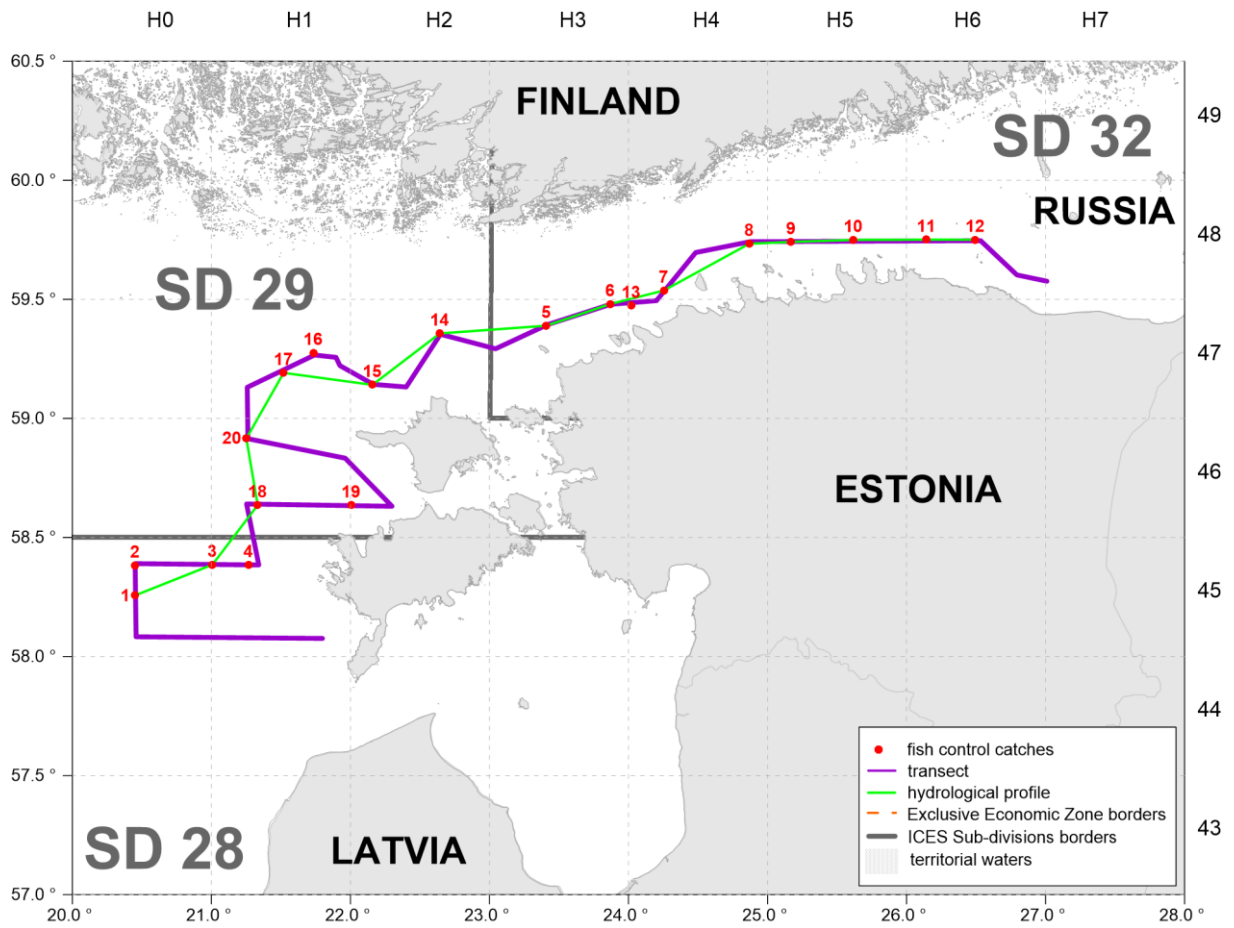 H0 H1 H2 H3 H4 H5 H6 H7
60.5 °
FINLAND
49
SD 32
60.0 °
RUSSIA
8 9 10 11 12
48
SD 29
59.5 °
6 13 7
14 5
16
17 15
47
59.0 °
20
ESTONIA
46
18 19
58.5 °
2 3 4
1
45
58.0 °
44
57.5 °
fish control catches
transect
hydrological profile
Exclusive Economic Zone borders
ICES Sub-divisions borders
territorial waters
43
SD 28
LATVIA
57.0 °
20.0 ° 21.0 ° 22.0 ° 23.0 ° 24.0 ° 25.0 ° 26.0 ° 27.0 ° 28.0 °